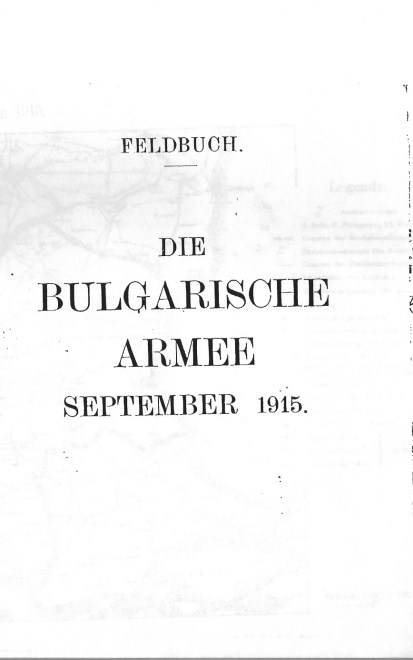 FELDBUCH.
DIE
BULGARISCHE
ARMEE
SEPTEMBER 1915.